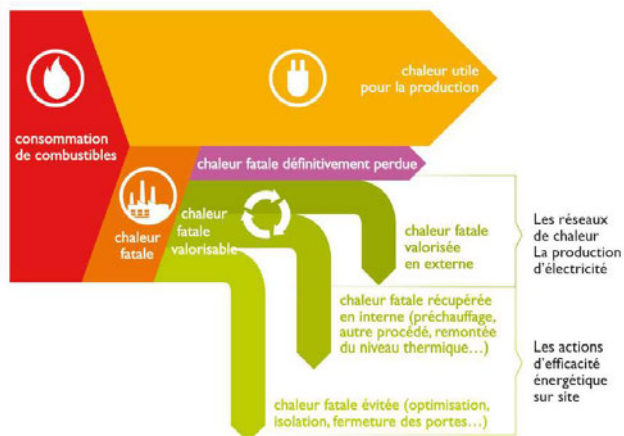 chaleur utile
pour la production
consommation
de combustibles
chaleur fatale définitivement perdue
chaleur
fatale
chaleur
fatale
valorisable
chaleur fatale
valorisée
en externe
Les réseaux
de chaleur
La production
d'électricité
chaleur fatale récupérée
en interne (préchauffage,
autre procédé, remontée
du niveau thermique...)
Les actions
d'efficacité
énergétique
sur site
chaleur fatale évitée (optimisation,
isolation, fermeture des portes...)